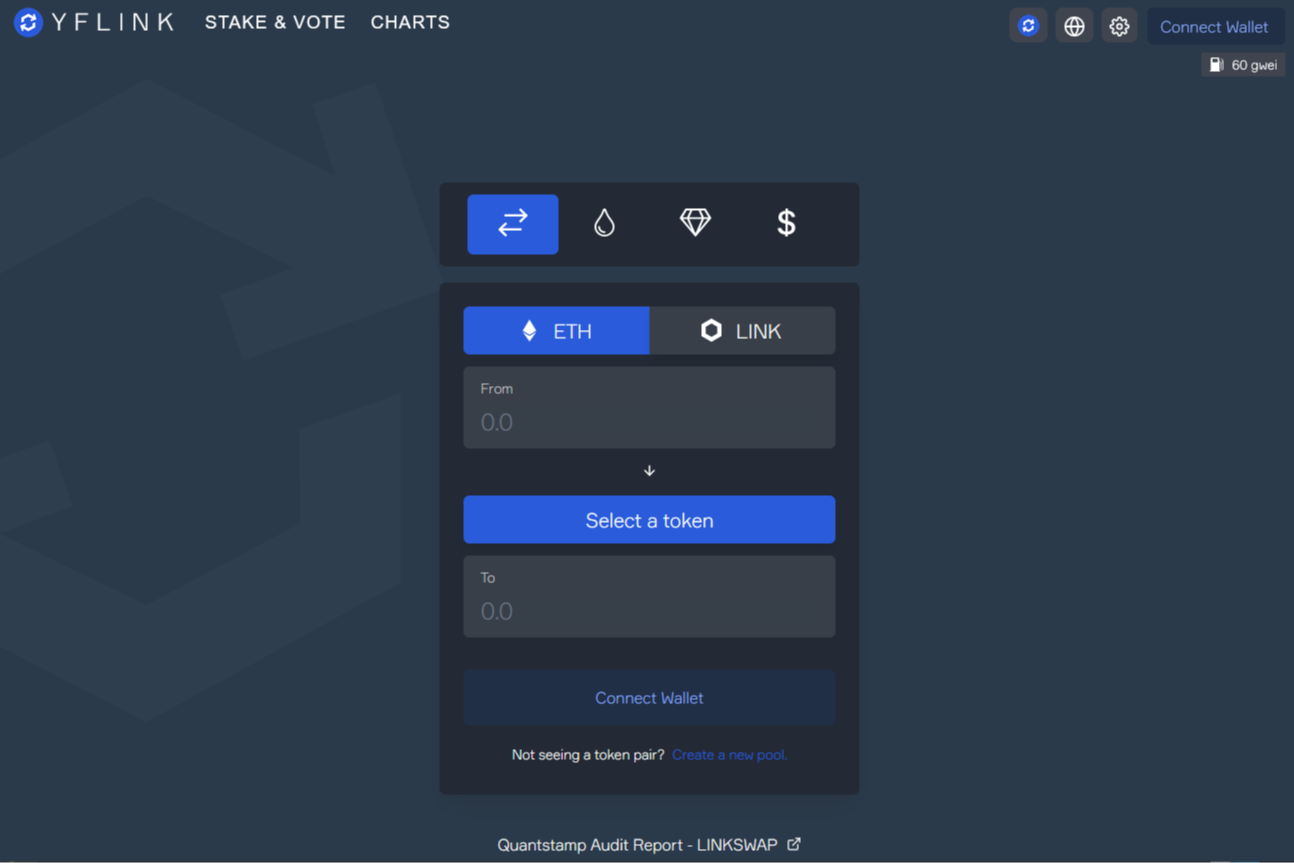 YFLINK STAKE & VOTE CHARTS Connect Wallet
60 gwei
$
ETH LINK
From
0.0
Select a token
To
0.0
Connect Wallet
Not seeing a token pair? Create a new pool.
Quantstamp Audit Report - LINKSWAP